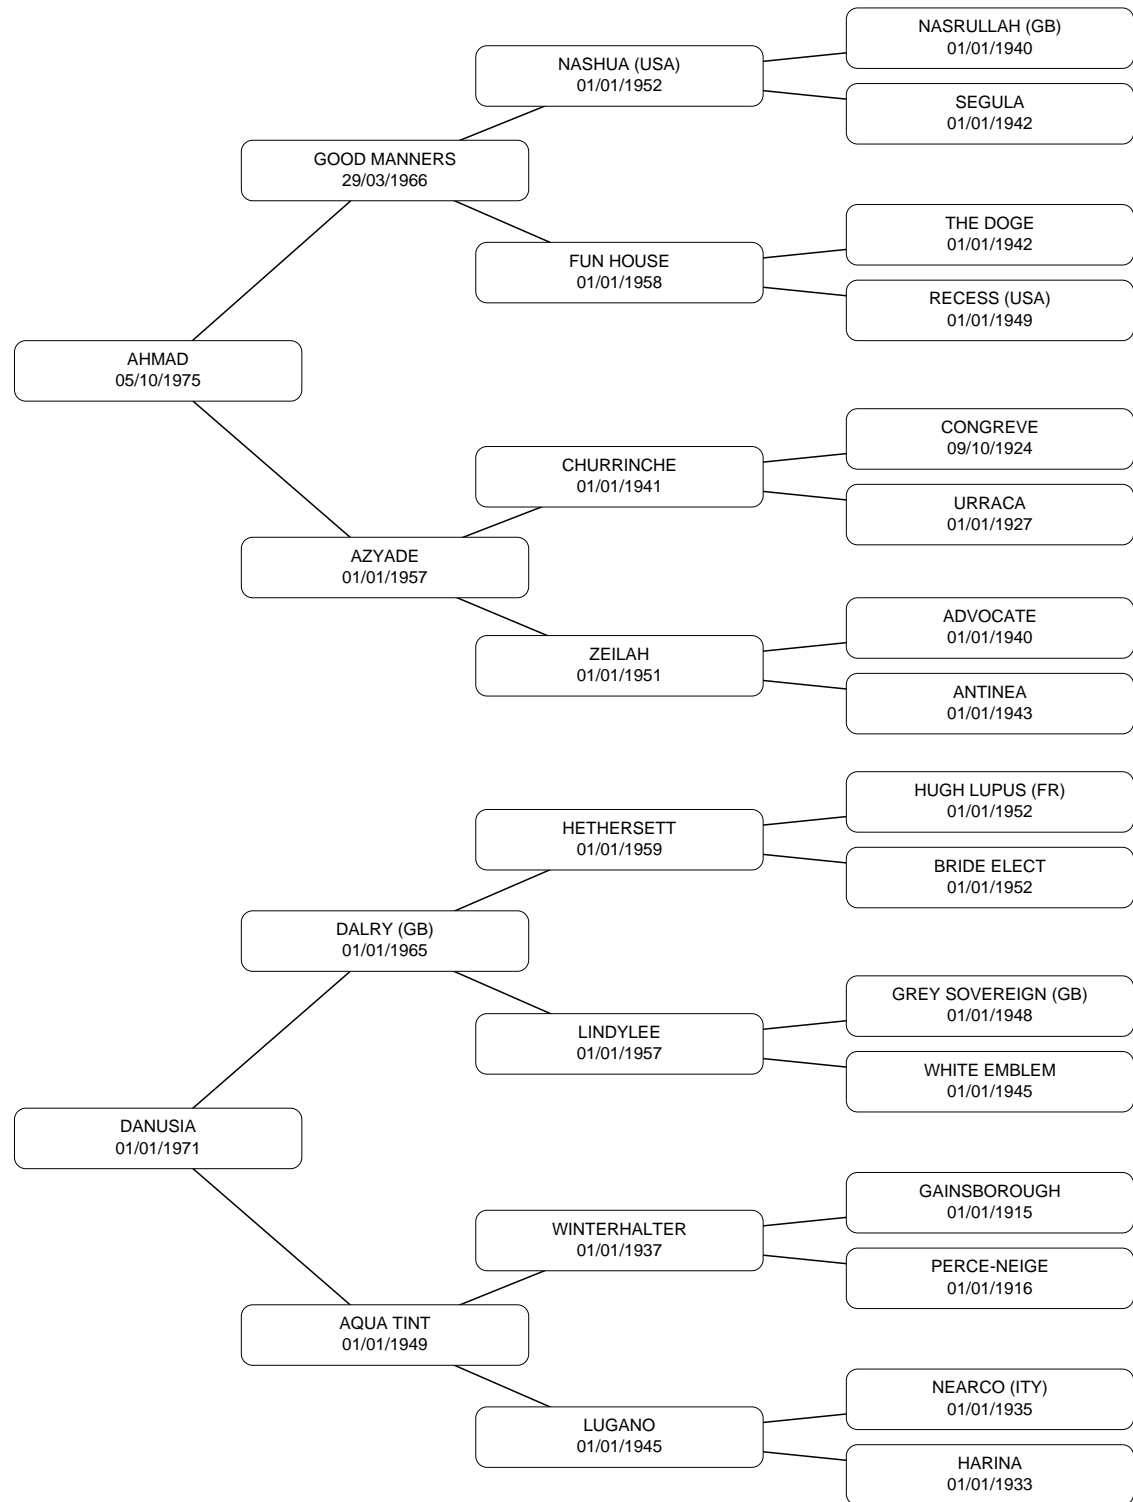 NASRULLAH (GB)
01/01/1940
NASHUA (USA)
01/01/1952
SEGULA
01/01/1942
GOOD MANNERS
29/03/1966
THE DOGE
01/01/1942
FUN HOUSE
01/01/1958
RECESS (USA)
01/01/1949
AHMAD
05/10/1975
CONGREVE
09/10/1924
CHURRINCHE
01/01/1941
URRACA
01/01/1927
AZYADE
01/01/1957
ADVOCATE
01/01/1940
ZEILAH
01/01/1951
ANTINEA
01/01/1943
HUGH LUPUS (FR)
01/01/1952
HETHERSETT
01/01/1959
BRIDE ELECT
01/01/1952
DALRY (GB)
01/01/1965
GREY SOVEREIGN (GB)
01/01/1948
LINDYLEE
01/01/1957
WHITE EMBLEM
01/01/1945
DANUSIA
01/01/1971
GAINSBOROUGH
01/01/1915
WINTERHALTER
01/01/1937
PERCE-NEIGE
01/01/1916
AQUA TINT
01/01/1949
NEARCO (ITY)
01/01/1935
LUGANO
01/01/1945
HARINA
01/01/1933